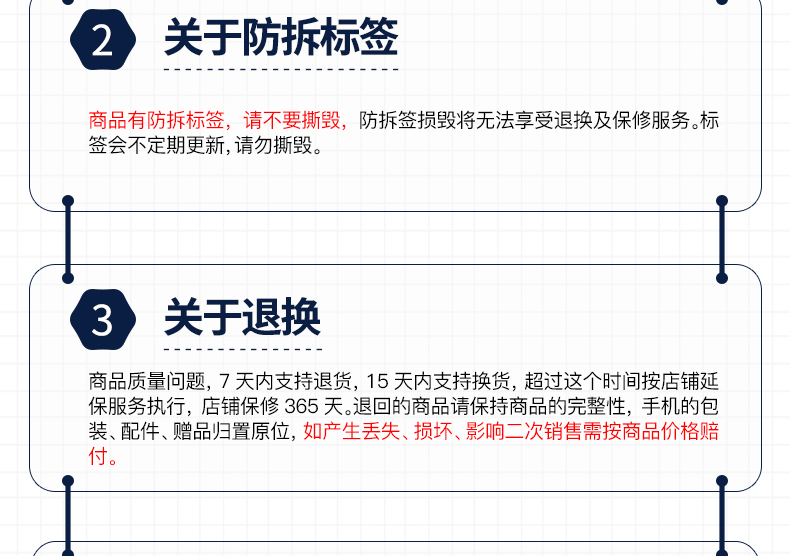 2 关于防拆标签
商品有防拆标签，请不要撕毁，防拆签损毁将无法享受退换及保修服务。标
签会不定期更新，请勿撕毁。
3 关于退换
商品质量问题，7 天内支持退货，15 天内支持换货，超过这个时间按店铺延
保服务执行，店铺保修 365 天。退回的商品请保持商品的完整性，手机的包
装、配件、赠品归置原位，如产生丢失、损坏、影响二次销售需按商品价格赔
付。